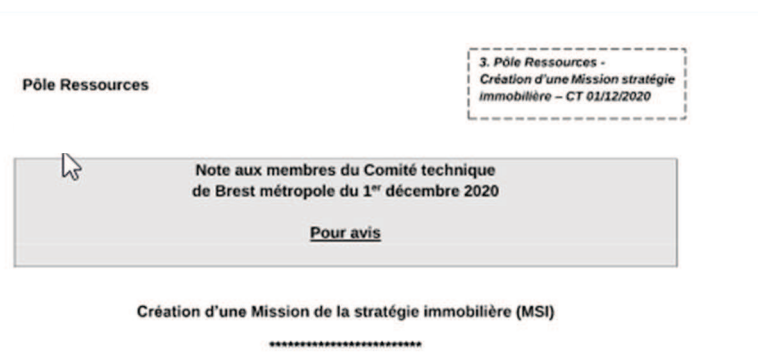 Pôle Ressources
3. Pôle Ressources -
Création d'une Mission stratégie
immobilière – CT 01/12/2020
Note aux membres du Comité technique
de Brest métropole du 1er décembre 2020
Pour avis
Création d'une Mission de la stratégie immobilière (MSI)
*************************